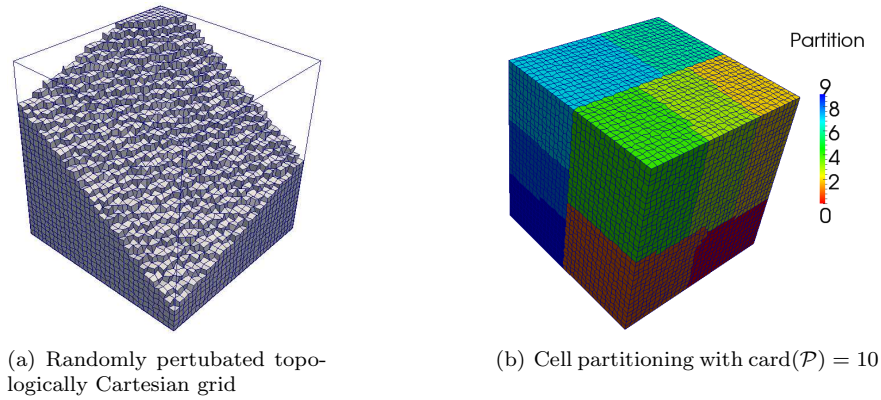 Partition
9
8
6
4
2
0
(a) Randomly pertubated topo-
logically Cartesian grid
(b) Cell partitioning with card(𝒫) = 10